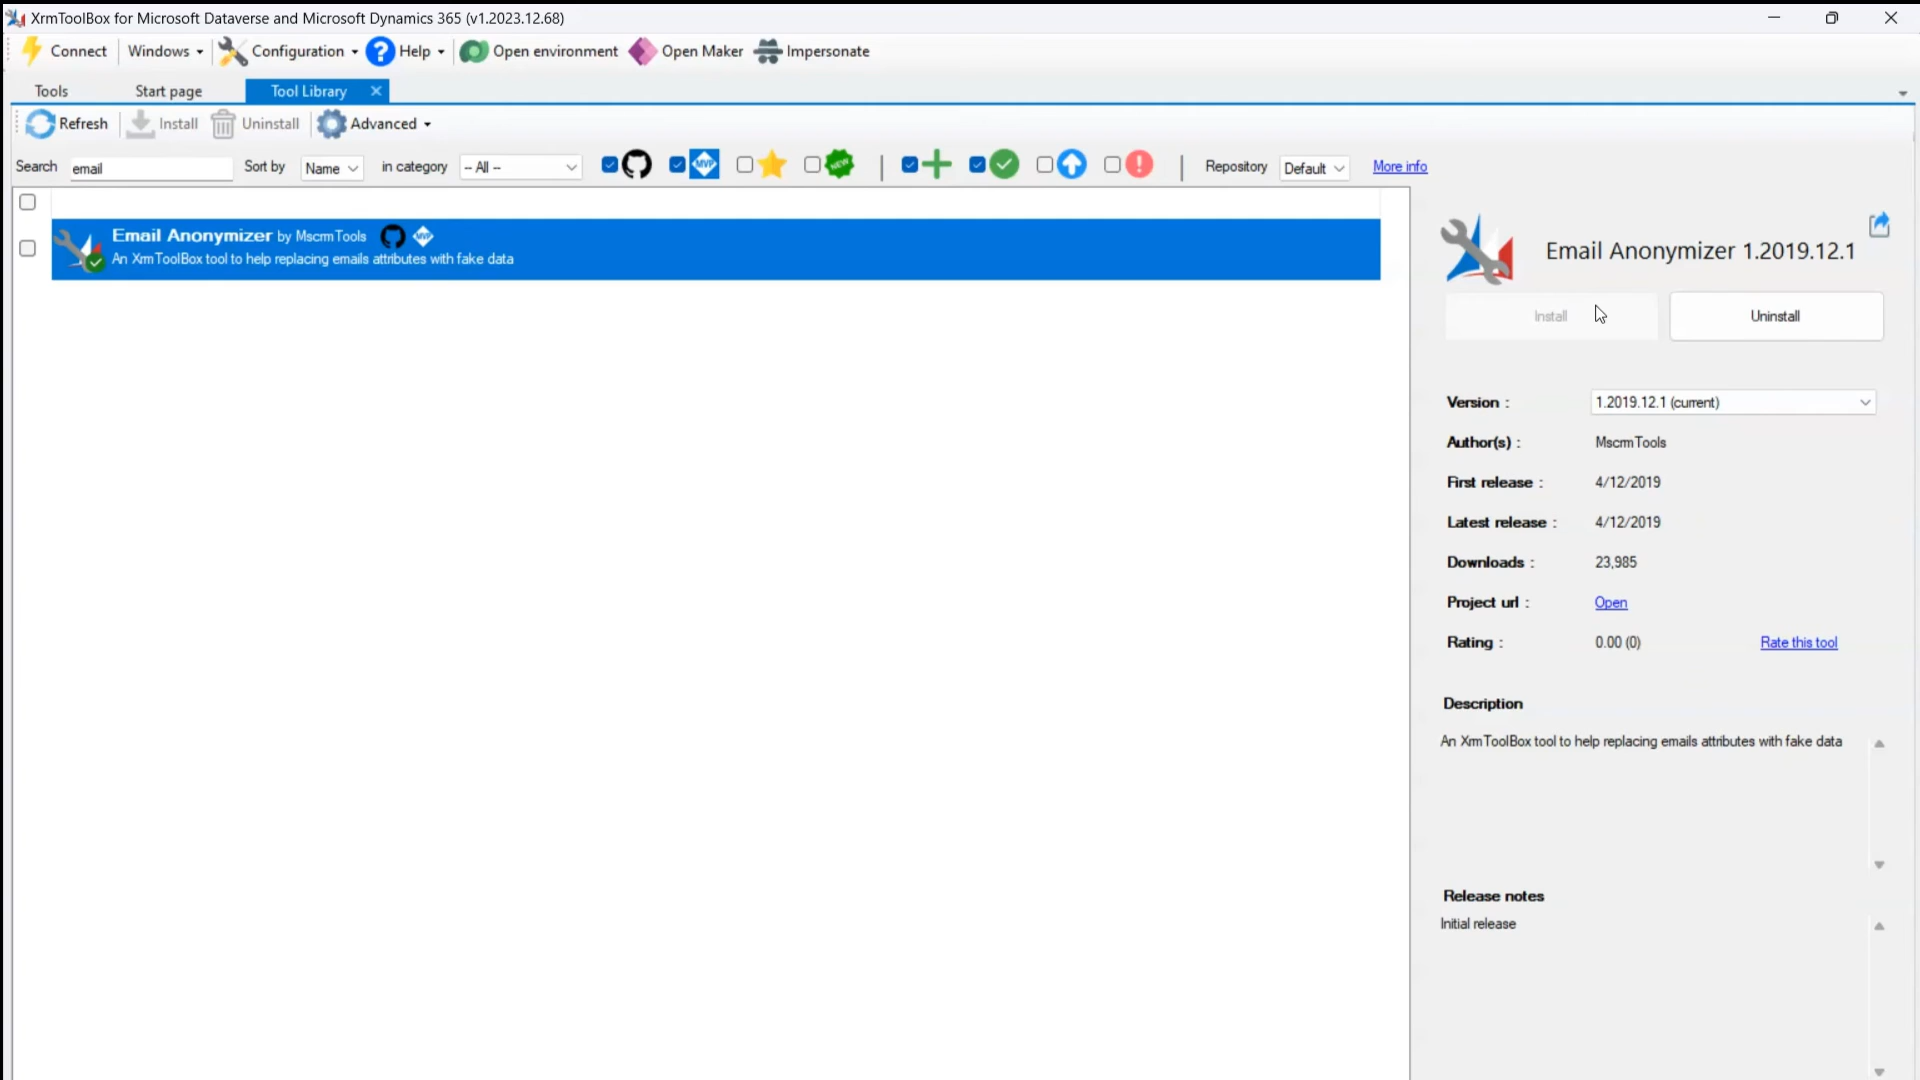 XrmToolBox for Microsoft Dataverse and Microsoft Dynamics 365 (v1.2023.12.68)
Connect Windows Configuration Help Open environment Open Maker Impersonate
Tools Start page Tool Library
Refresh Install Uninstall Advanced
Search email Sort by Name in category -- All -- MVP NEW Repository Default More info
Email Anonymizer by MscrmTools MVP
An XrmToolBox tool to help replacing emails attributes with fake data
Email Anonymizer 1.2019.12.1
Install Uninstall
Version : 1.2019.12.1 (current)
Author(s) : MscrmTools
First release : 4/12/2019
Latest release : 4/12/2019
Downloads : 23,985
Project url : Open
Rating : 0.00 (0) Rate this tool
Description
An XrmToolBox tool to help replacing emails attributes with fake data
Release notes
Initial release